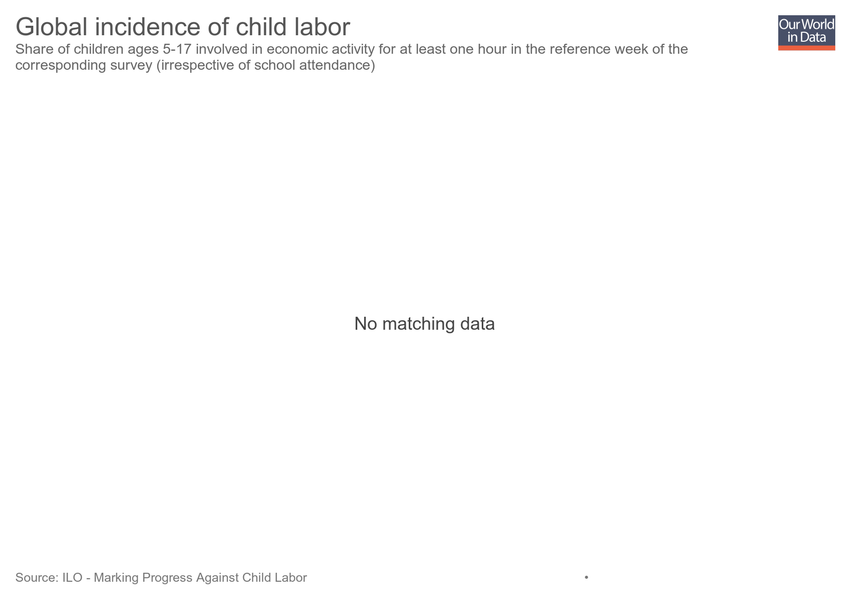 Global incidence of child labor
Share of children ages 5-17 involved in economic activity for at least one hour in the reference week of the
corresponding survey (irrespective of school attendance)
Our World
in Data
No matching data
Source: ILO - Marking Progress Against Child Labor •